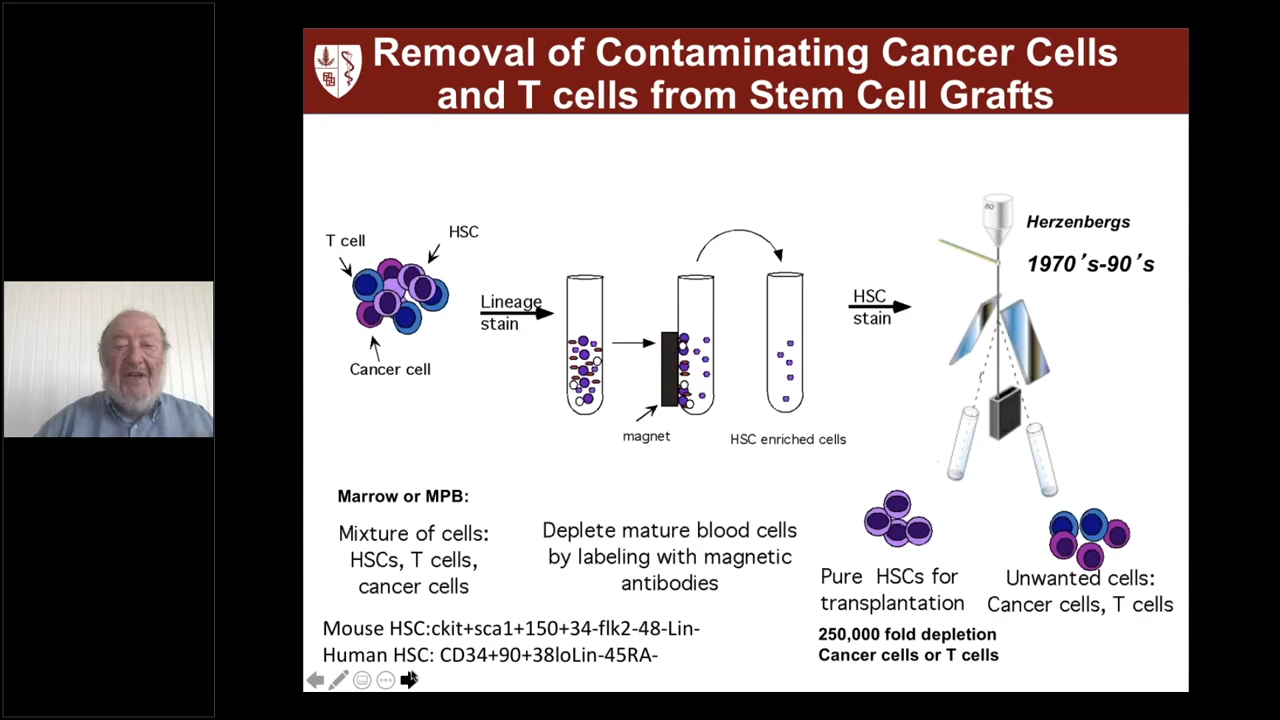 Removal of Contaminating Cancer Cells
and T cells from Stem Cell Grafts
T cell
HSC
Cancer cell
Lineage
stain
magnet
HSC enriched cells
HSC
stain
80
Herzenbergs
1970's-90's
Marrow or MPB:
Mixture of cells:
HSCs, T cells,
cancer cells
Deplete mature blood cells
by labeling with magnetic
antibodies
Pure HSCs for
transplantation
Unwanted cells:
Cancer cells, T cells
250,000 fold depletion
Cancer cells or T cells
Mouse HSC:ckit+sca1+150+34-flk2-48-Lin-
Human HSC: CD34+90+38loLin-45RA-